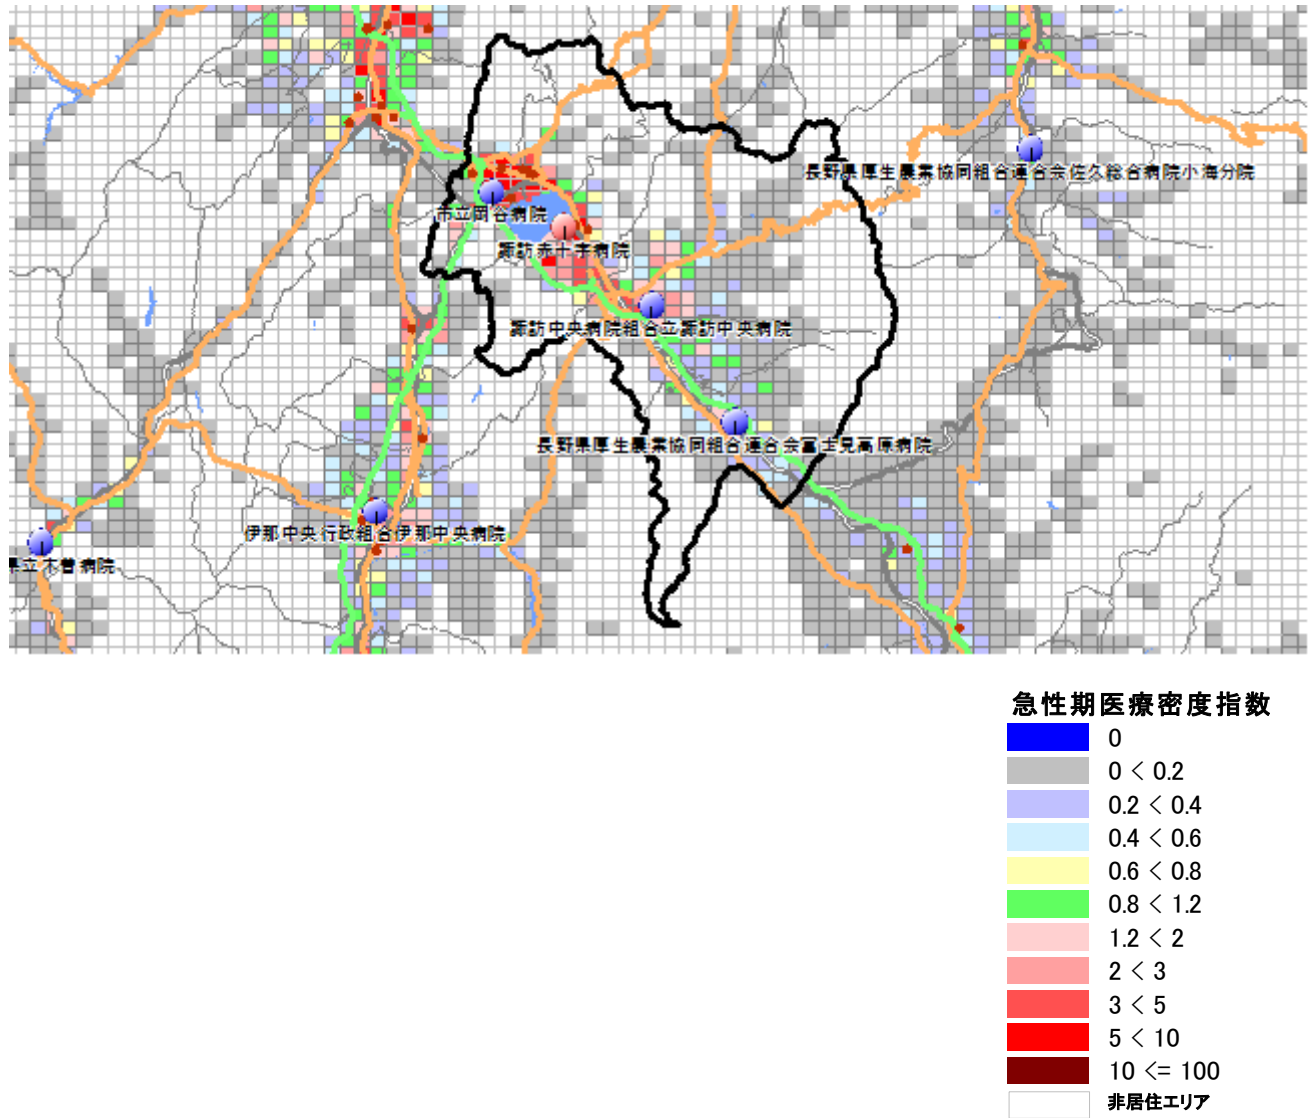 長野県厚生農業協同組合連合会佐久総合病院小海分院
市立岡谷病院
諏訪赤十字病院
諏訪中央病院組合立諏訪中央病院
長野県厚生農業協同組合連合会富士見高原病院
伊那中央行政組合伊那中央病院
県立木曽病院
急性期医療密度指数
0
0 < 0.2
0.2 < 0.4
0.4 < 0.6
0.6 < 0.8
0.8 < 1.2
1.2 < 2
2 < 3
3 < 5
5 < 10
10 <= 100
非居住エリア